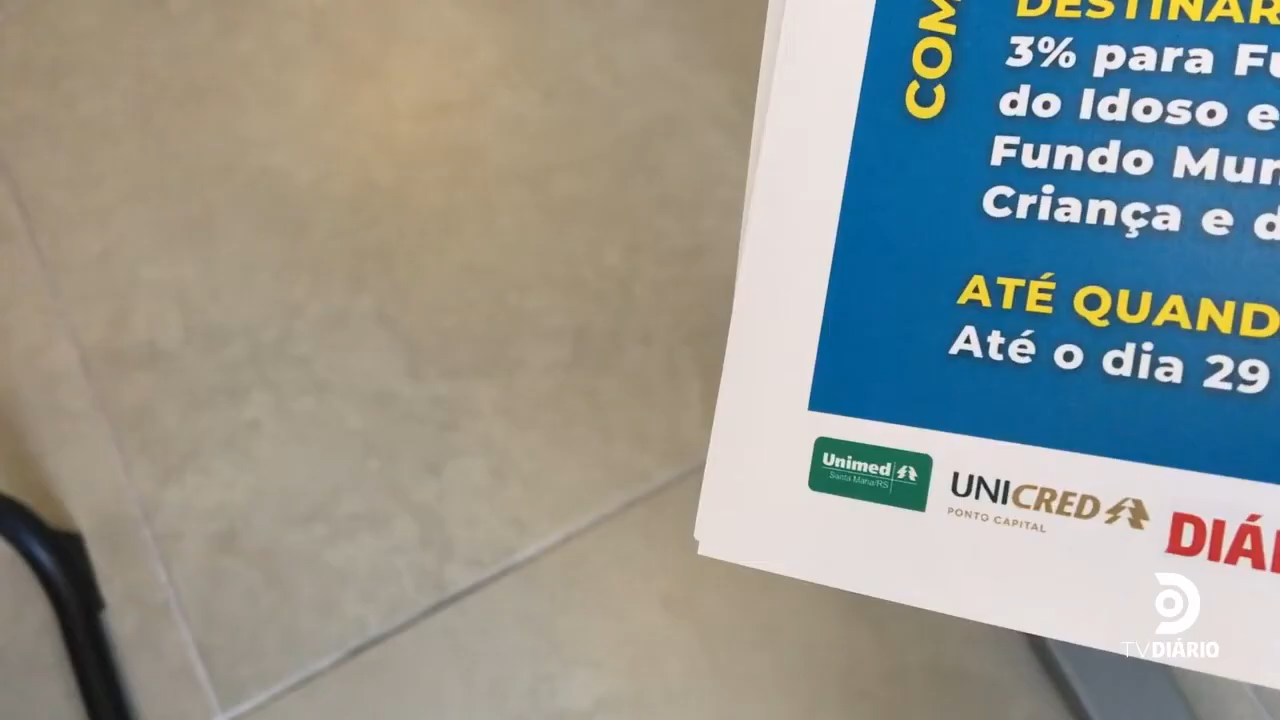 COM
DESTINAR
3% para Fu
do Idoso e
Fundo Mun
Criança e d
ATÉ QUAND
Até o dia 29
Unimed
Santa Maria/RS
UNICRED
PONTO CAPITAL
DIÁ
TV DIÁRIO